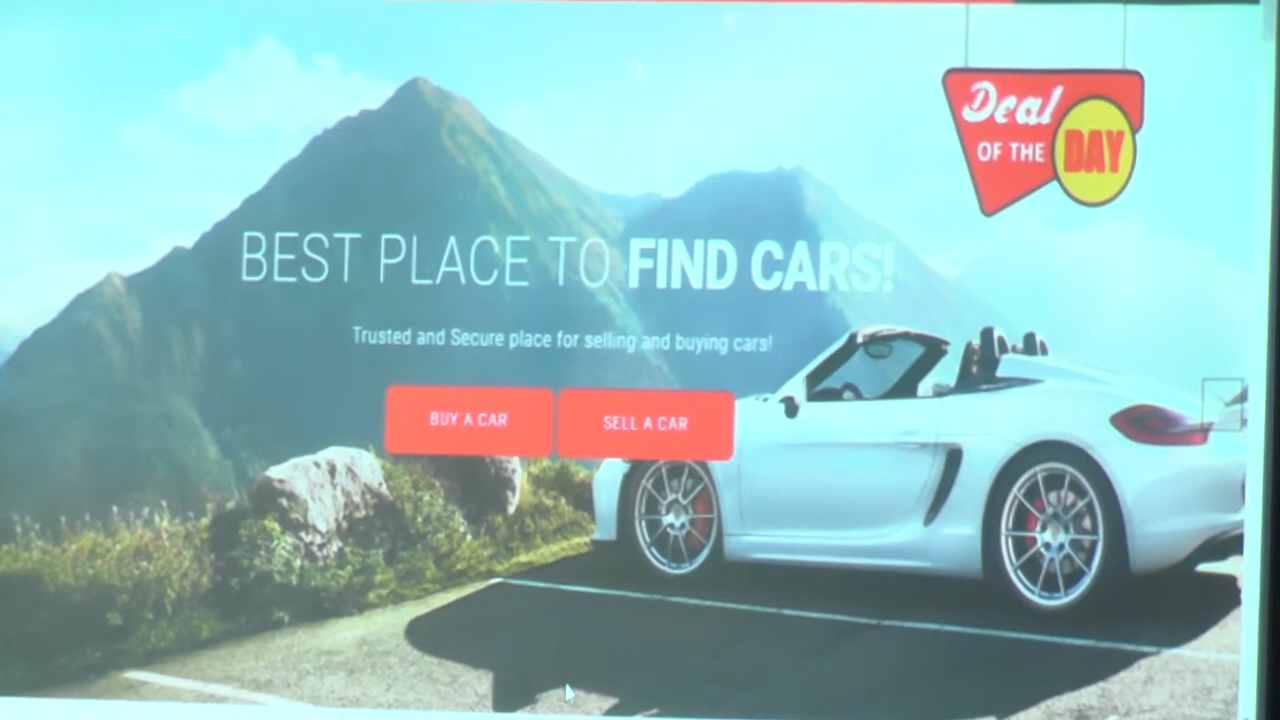 Deal
OF THE
DAY
BEST PLACE TO FIND CARS!
Trusted and Secure place for selling and buying cars!
BUY A CAR
SELL A CAR